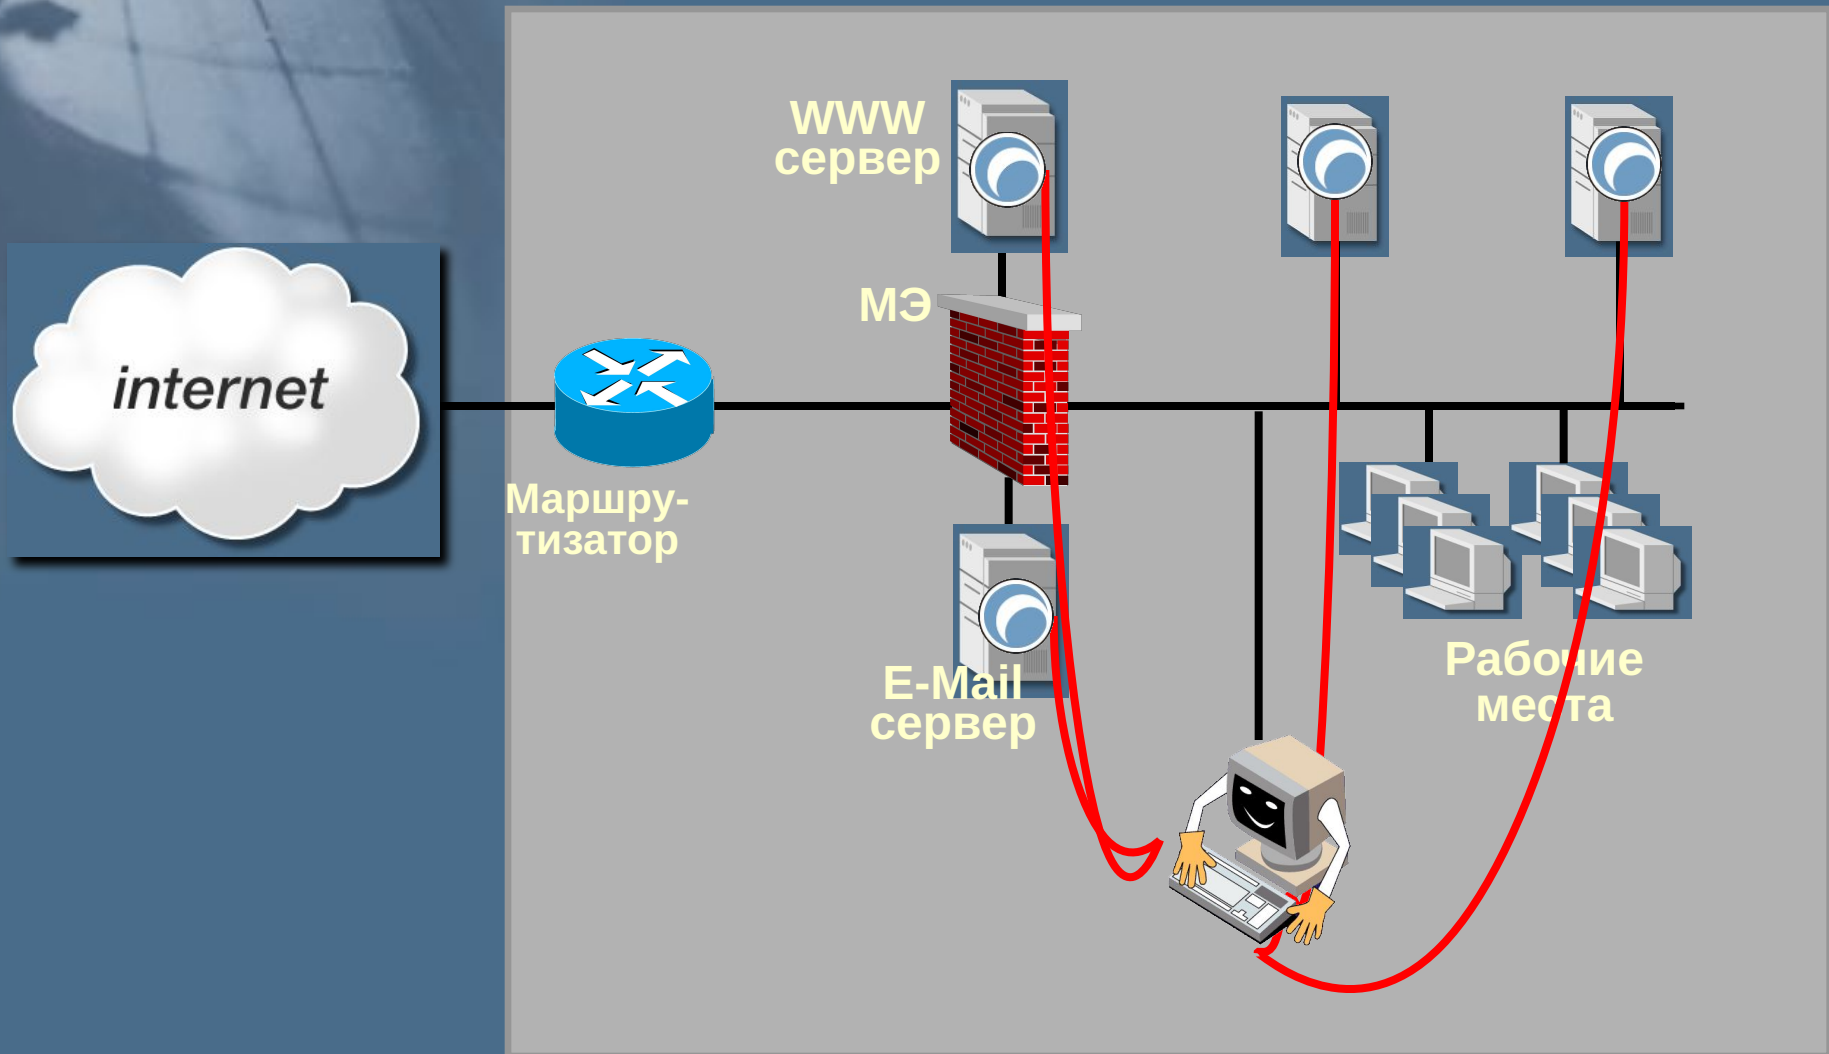 WWW
сервер
МЭ
internet
Маршру-
тизатор
E-Mail
сервер
Рабочие
места